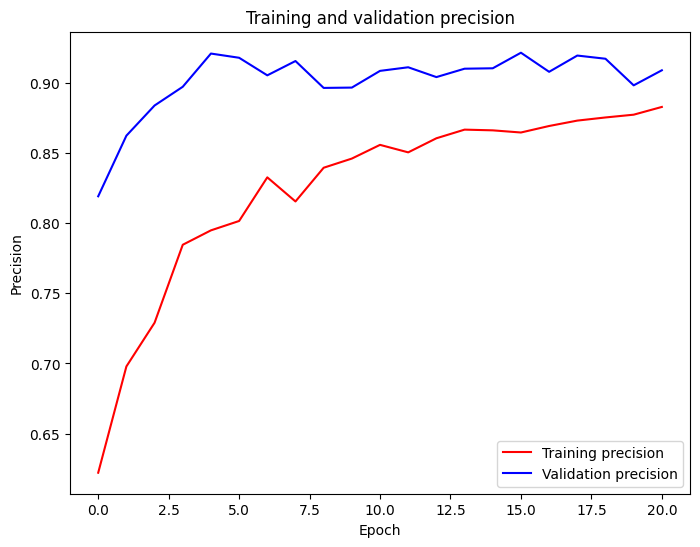 Training and validation precision
Precision
0.90
0.85
0.80
0.75
0.70
0.65
Training precision
Validation precision
0.0 2.5 5.0 7.5 10.0 12.5 15.0 17.5 20.0
Epoch